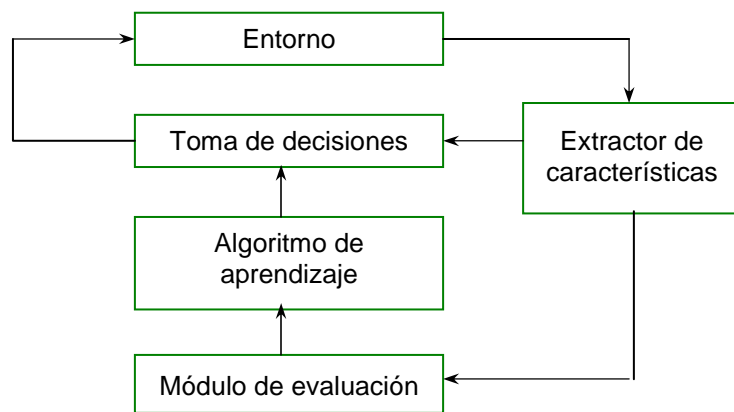 Entorno
Toma de decisiones
Extractor de
características
Algoritmo de
aprendizaje
Módulo de evaluación